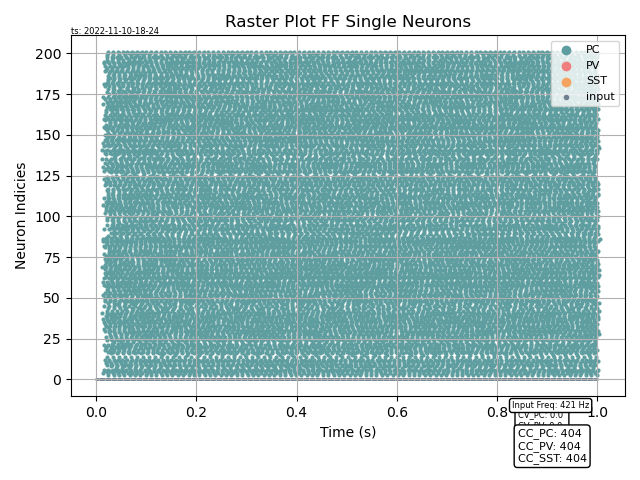 Raster Plot FF Single Neurons
ts: 2022-11-10-18-24
PC
PV
SST
input
200
175
150
125
100
75
50
25
0
Neuron Indicies
0.0 0.2 0.4 0.6 0.8 1.0
Time (s)
Input Freq: 421 Hz
CV_PC: 0.0
CC_PC: 404
CC_PV: 404
CC_SST: 404